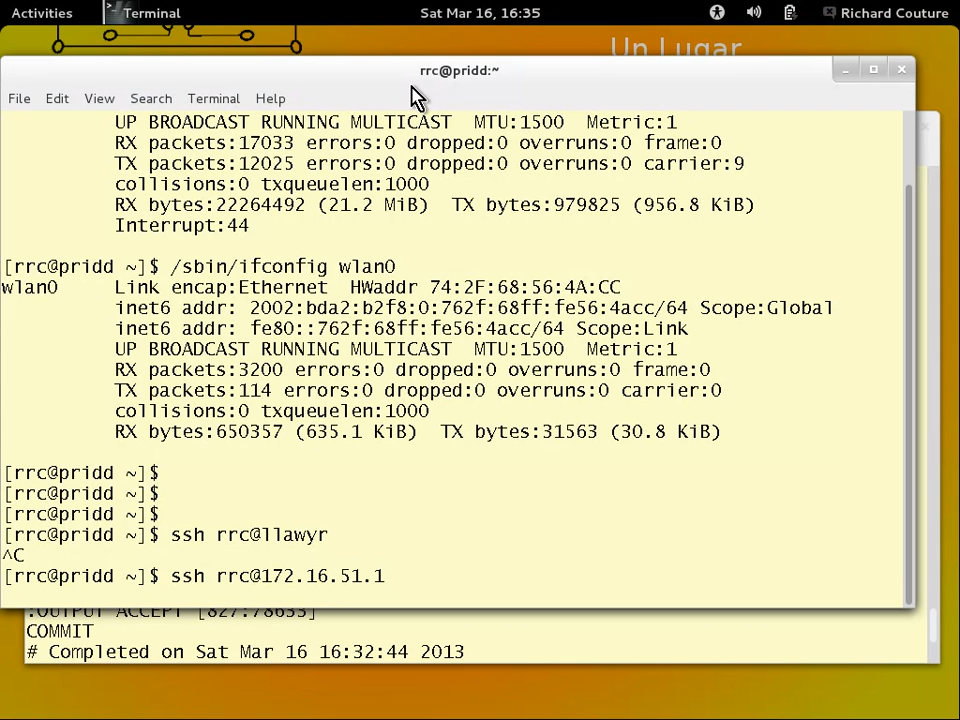 Activities
Terminal
Sat Mar 16, 16:35
Richard Couture
Un Lugar
rrc@pridd:~
File Edit View Search Terminal Help
UP BROADCAST RUNNING MULTICAST  MTU:1500  Metric:1
RX packets:17033 errors:0 dropped:0 overruns:0 frame:0
TX packets:12025 errors:0 dropped:0 overruns:0 carrier:9
collisions:0 txqueuelen:1000
RX bytes:22264492 (21.2 MiB)  TX bytes:979825 (956.8 KiB)
Interrupt:44
[rrc@pridd ~]$ /sbin/ifconfig wlan0
wlan0     Link encap:Ethernet  HWaddr 74:2F:68:56:4A:CC
inet6 addr: 2002:bda2:b2f8:0:762f:68ff:fe56:4acc/64 Scope:Global
inet6 addr: fe80::762f:68ff:fe56:4acc/64 Scope:Link
UP BROADCAST RUNNING MULTICAST  MTU:1500  Metric:1
RX packets:3200 errors:0 dropped:0 overruns:0 frame:0
TX packets:114 errors:0 dropped:0 overruns:0 carrier:0
collisions:0 txqueuelen:1000
RX bytes:650357 (635.1 KiB)  TX bytes:31563 (30.8 KiB)
[rrc@pridd ~]$
[rrc@pridd ~]$
[rrc@pridd ~]$
[rrc@pridd ~]$ ssh rrc@llawyr
^C
[rrc@pridd ~]$ ssh rrc@172.16.51.1
:OUTPUT ACCEPT [827:78633]
COMMIT
# Completed on Sat Mar 16 16:32:44 2013